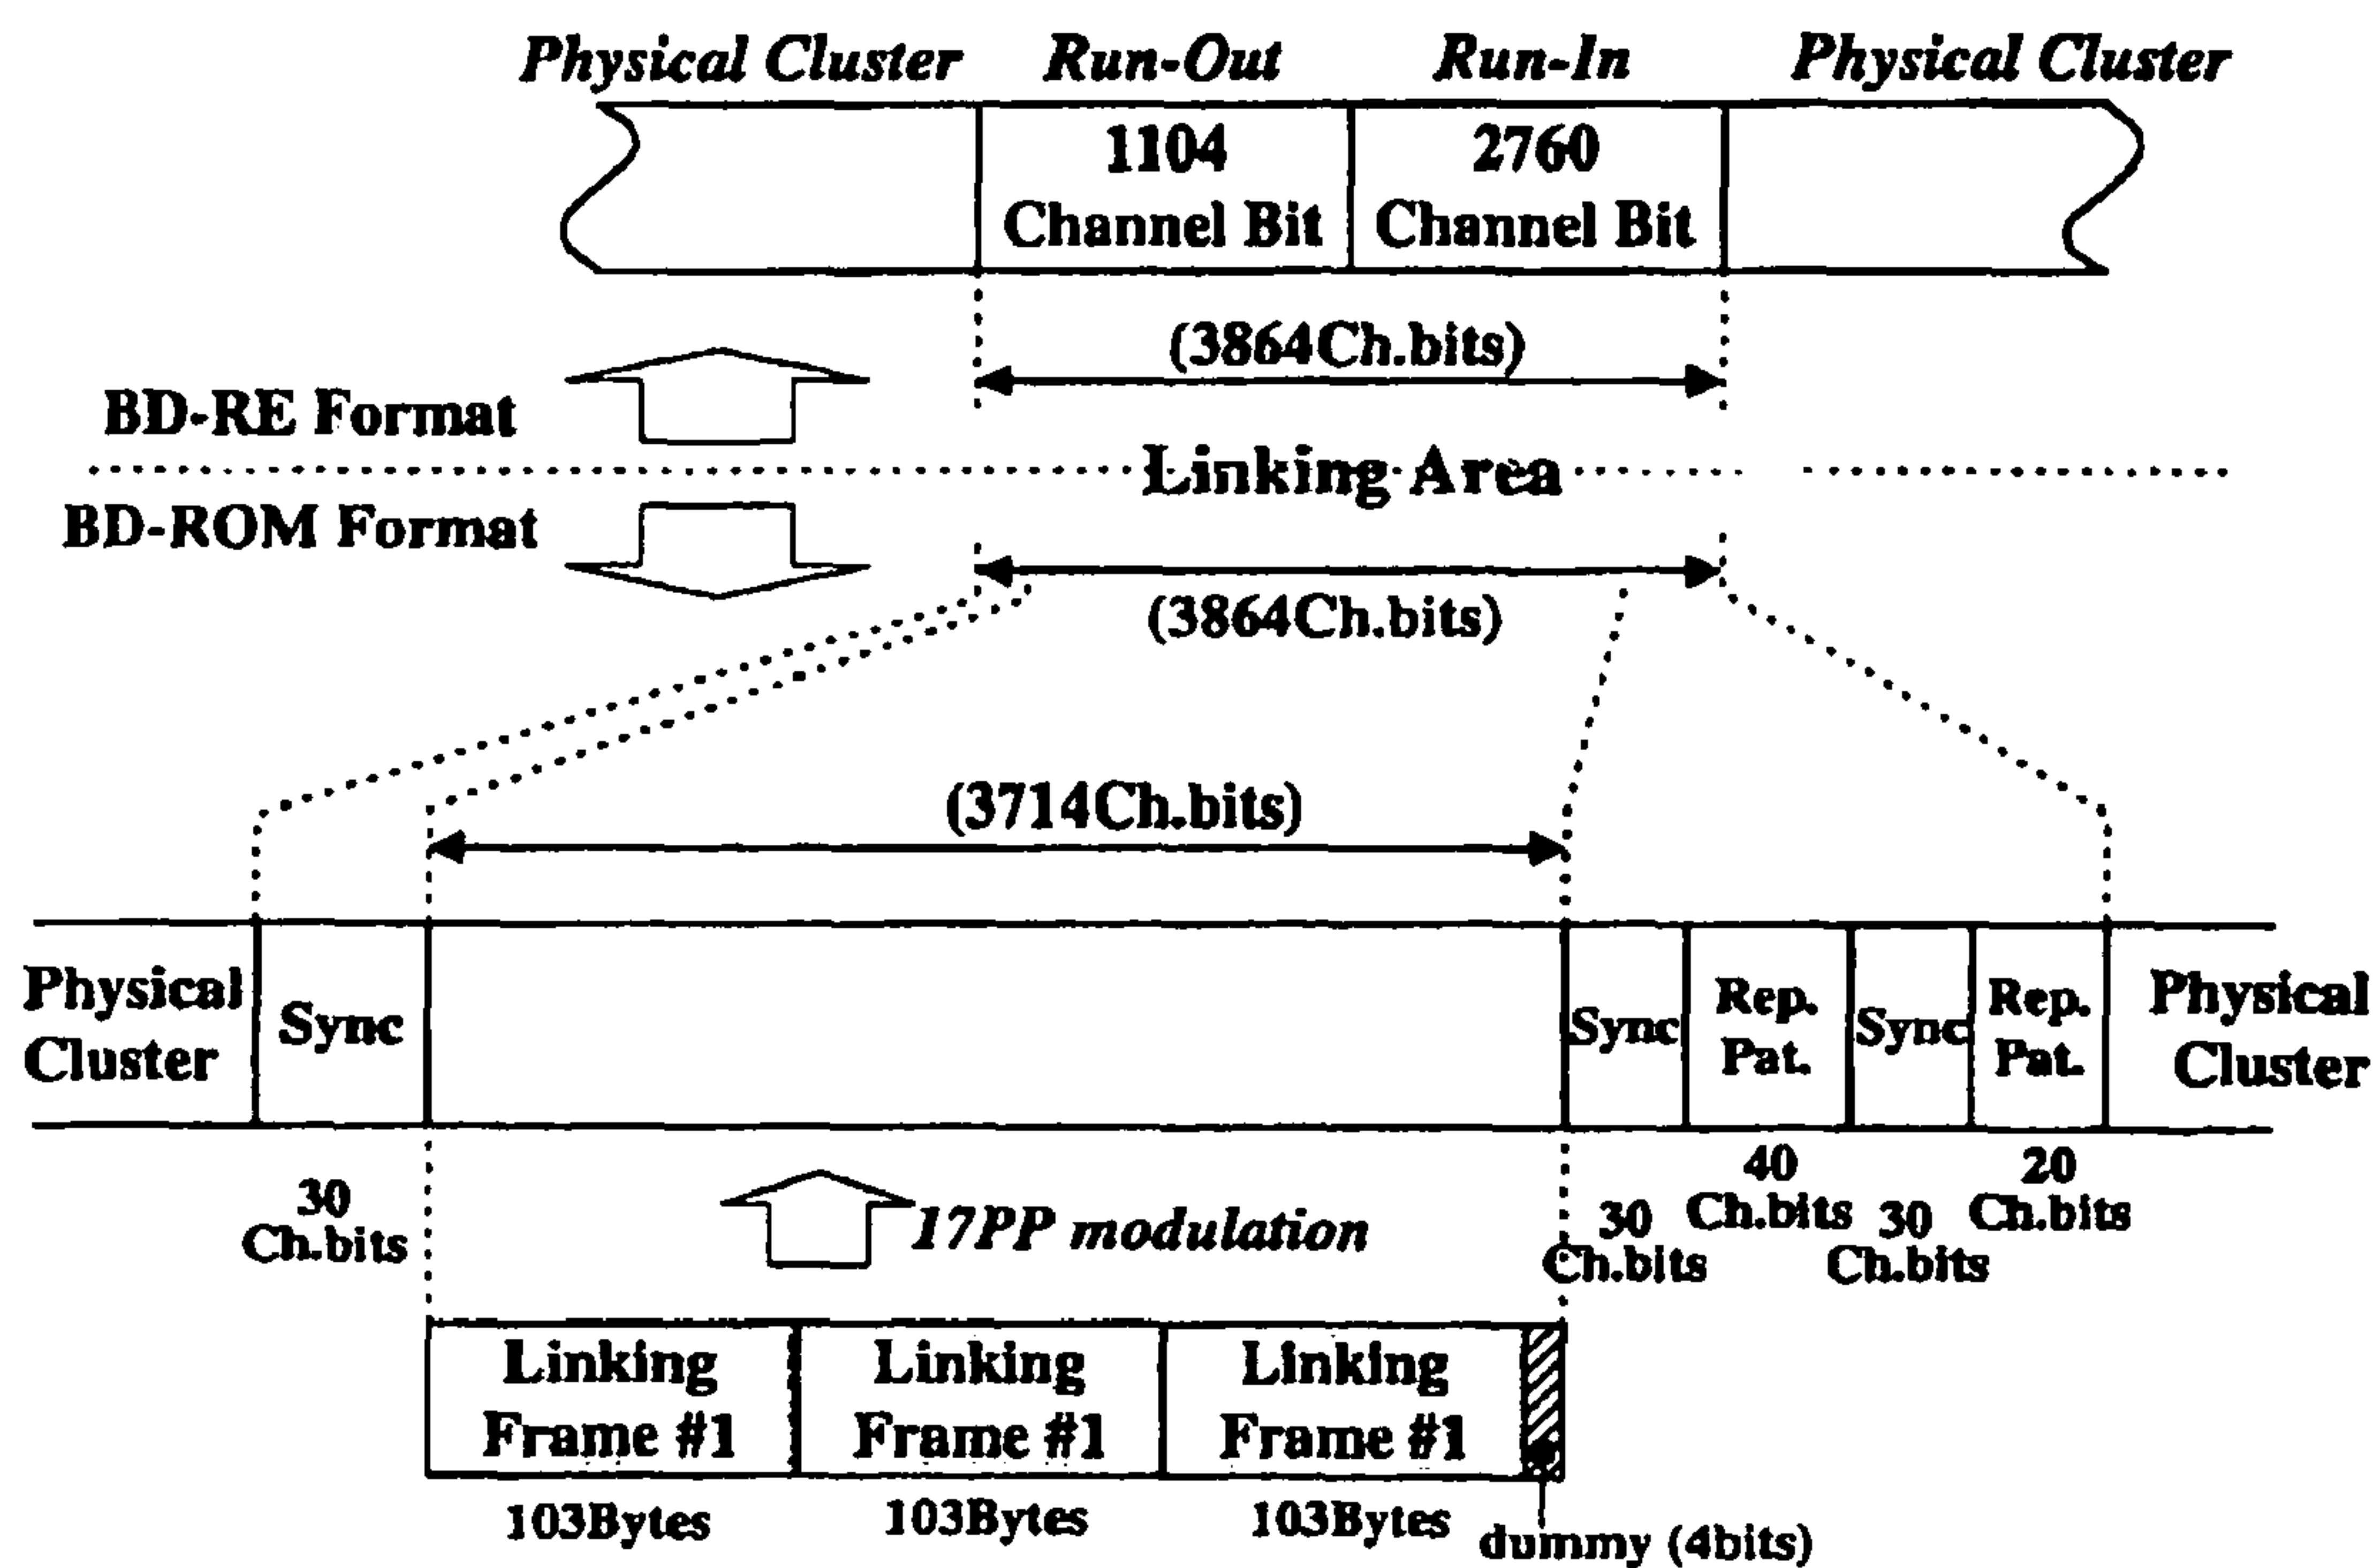 Physical Cluster Run-Out Run-In Physical Cluster
1104
Channel Bit
2760
Channel Bit
(3864Ch.bits)
BD-RE Format
Linking Area
BD-ROM Format
(3864Ch.bits)
(3714Ch.bits)
Physical
Cluster
Sync
Sync
Rep.
Pat.
Sync
Rep.
Pat.
Physical
Cluster
30
Ch.bits
30
Ch.bits
40
Ch.bits
30
Ch.bits
20
Ch.bits
17PP modulation
Linking
Frame #1
Linking
Frame #1
Linking
Frame #1
103Bytes
103Bytes
103Bytes
dummy (4bits)